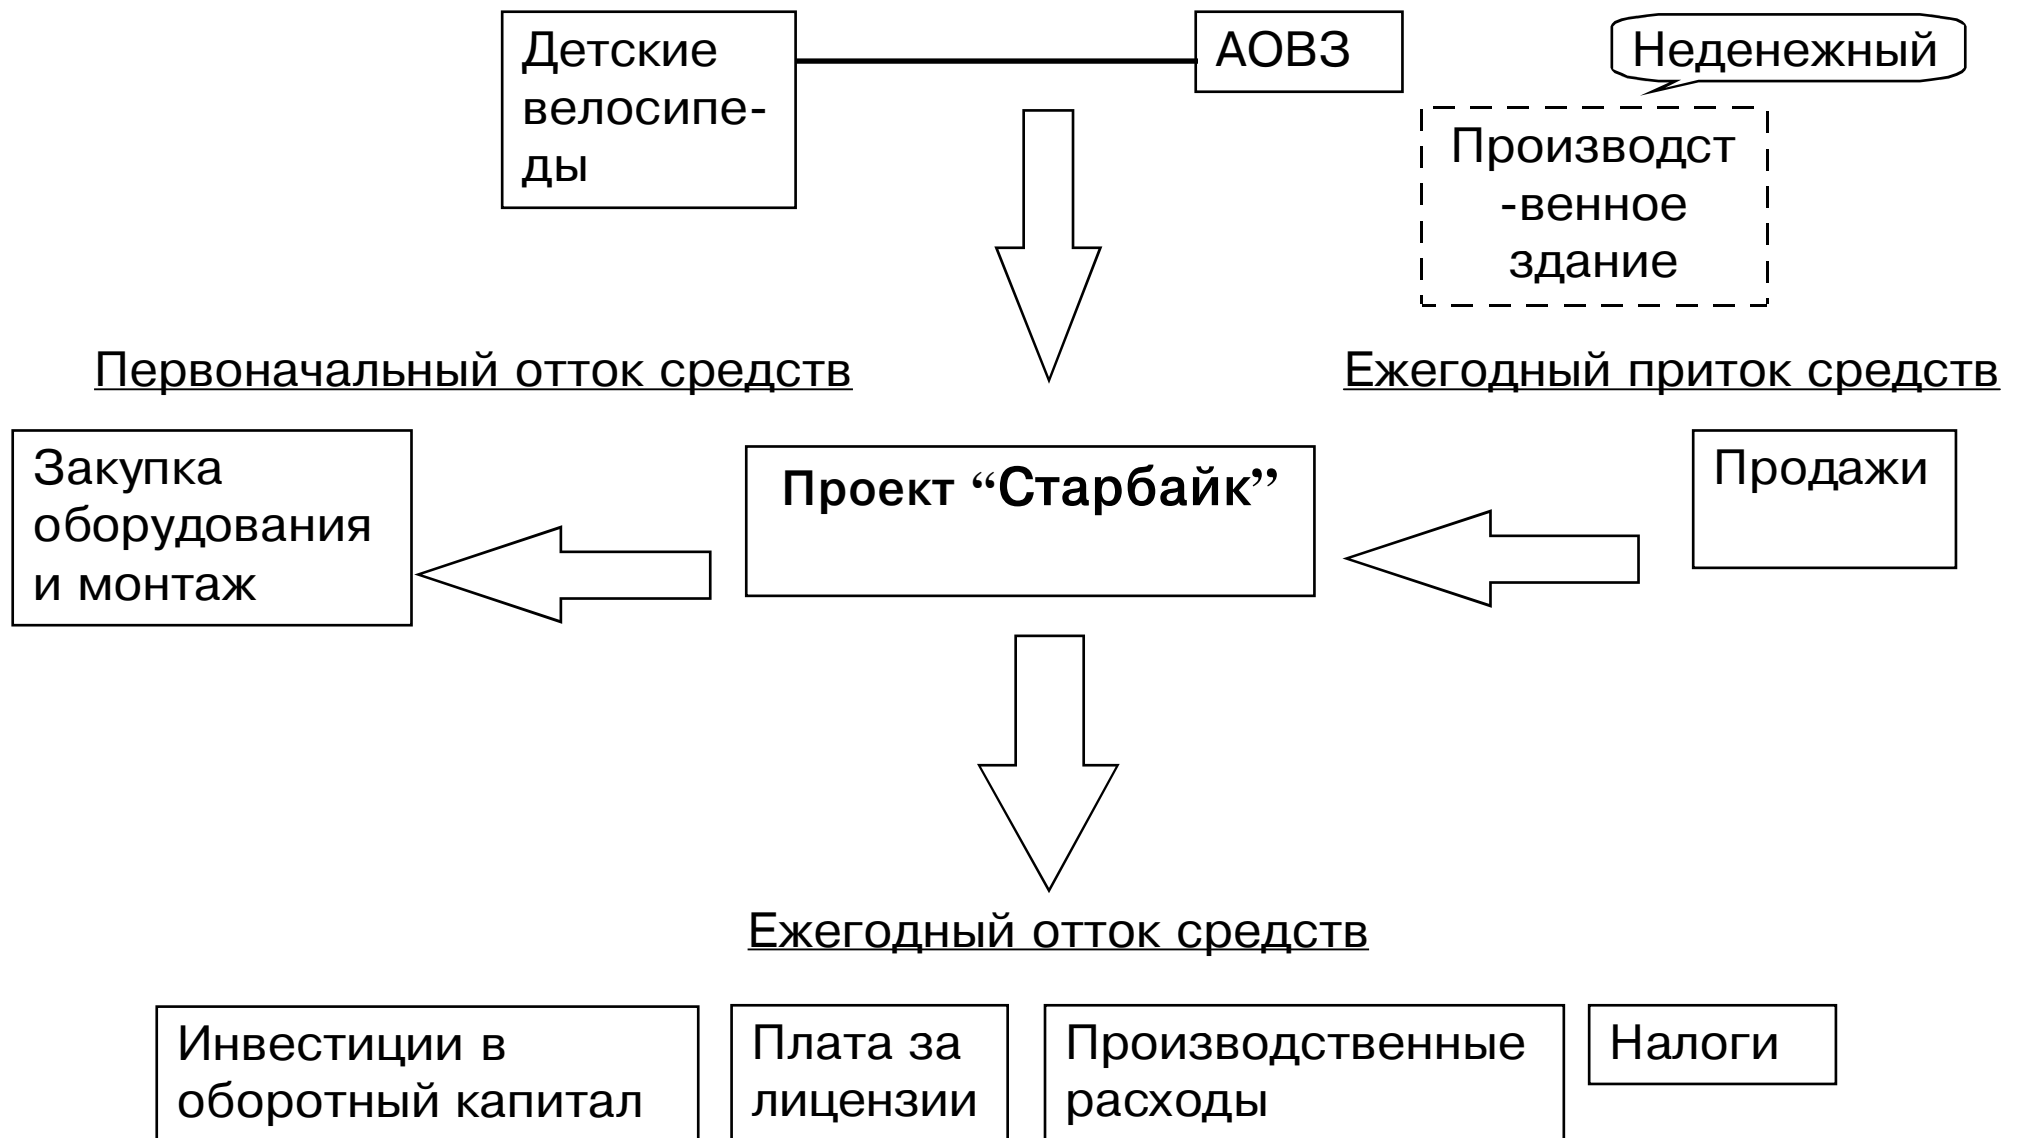 Детские
велосипе-
ды
АОВЗ
Неденежный
Производст
-венное
здание
Первоначальный отток средств
Ежегодный приток средств
Закупка
оборудования
и монтаж
Проект “Старбайк”
Продажи
Ежегодный отток средств
Инвестиции в
оборотный капитал
Плата за
лицензии
Производственные
расходы
Налоги